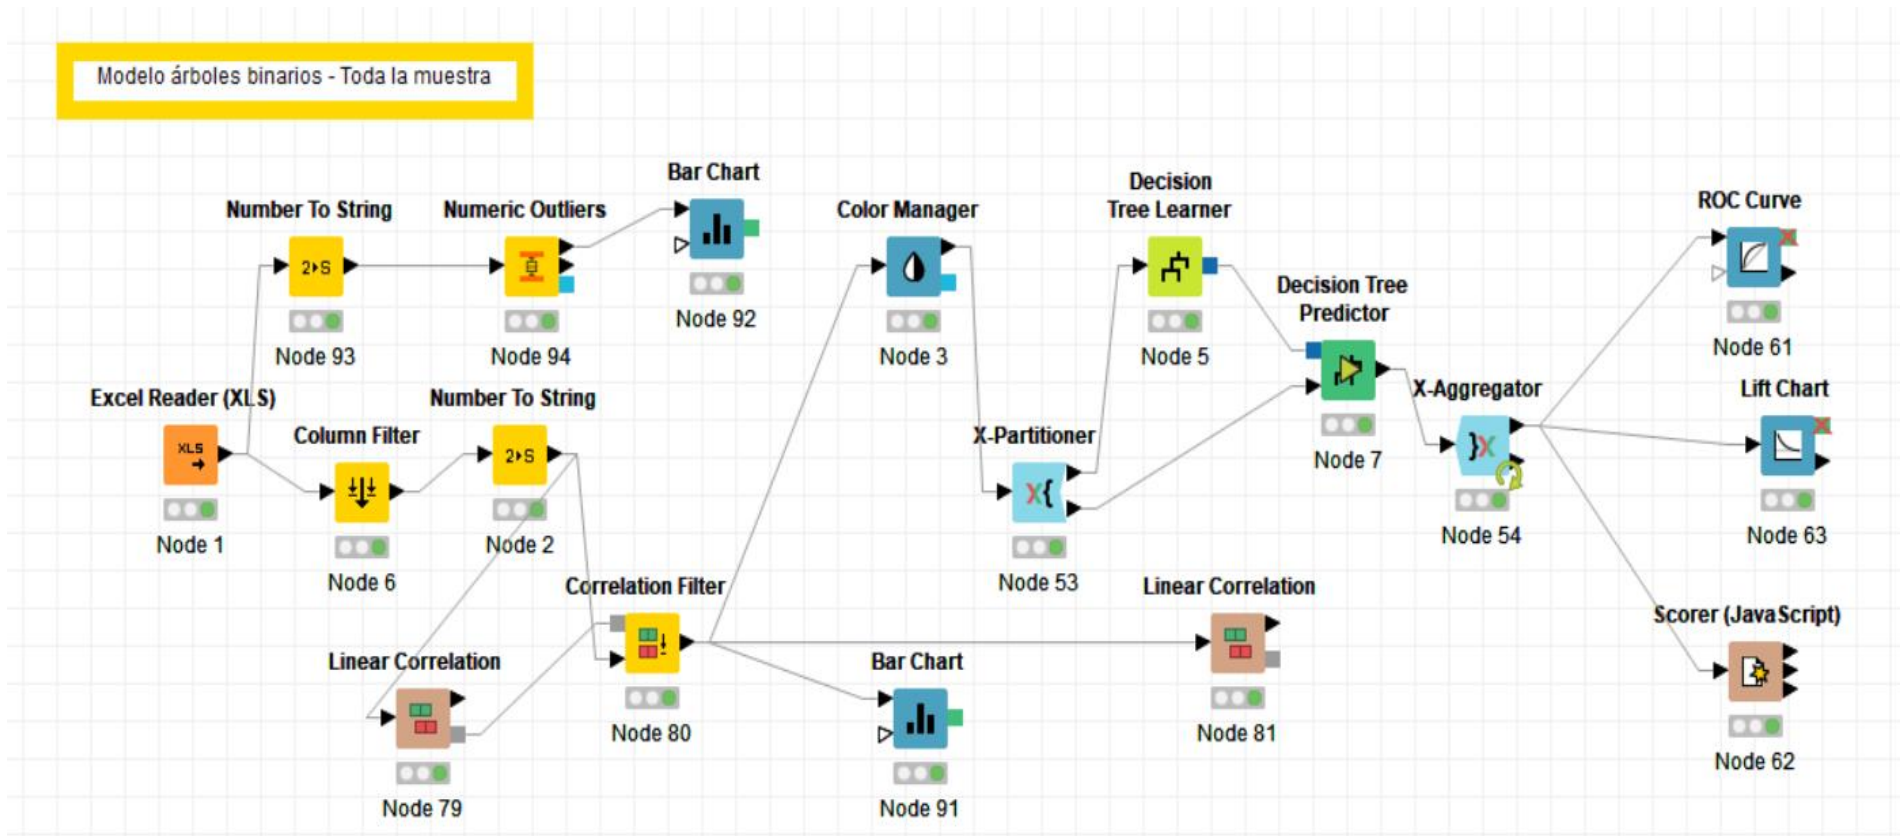 Modelo árboles binarios - Toda la muestra
Bar Chart
Node 92
Number To String
2▸S
Node 93
Numeric Outliers
Node 94
Color Manager
Node 3
Decision
Tree Learner
Node 5
Decision Tree
Predictor
Node 7
ROC Curve
Node 61
Excel Reader (XLS)
XLS
Node 1
Column Filter
Node 6
Number To String
2▸S
Node 2
X-Partitioner
X{
Node 53
X-Aggregator
}X
Node 54
Lift Chart
Node 63
Linear Correlation
Node 79
Correlation Filter
Node 80
Bar Chart
Node 91
Linear Correlation
Node 81
Scorer (JavaScript)
Node 62